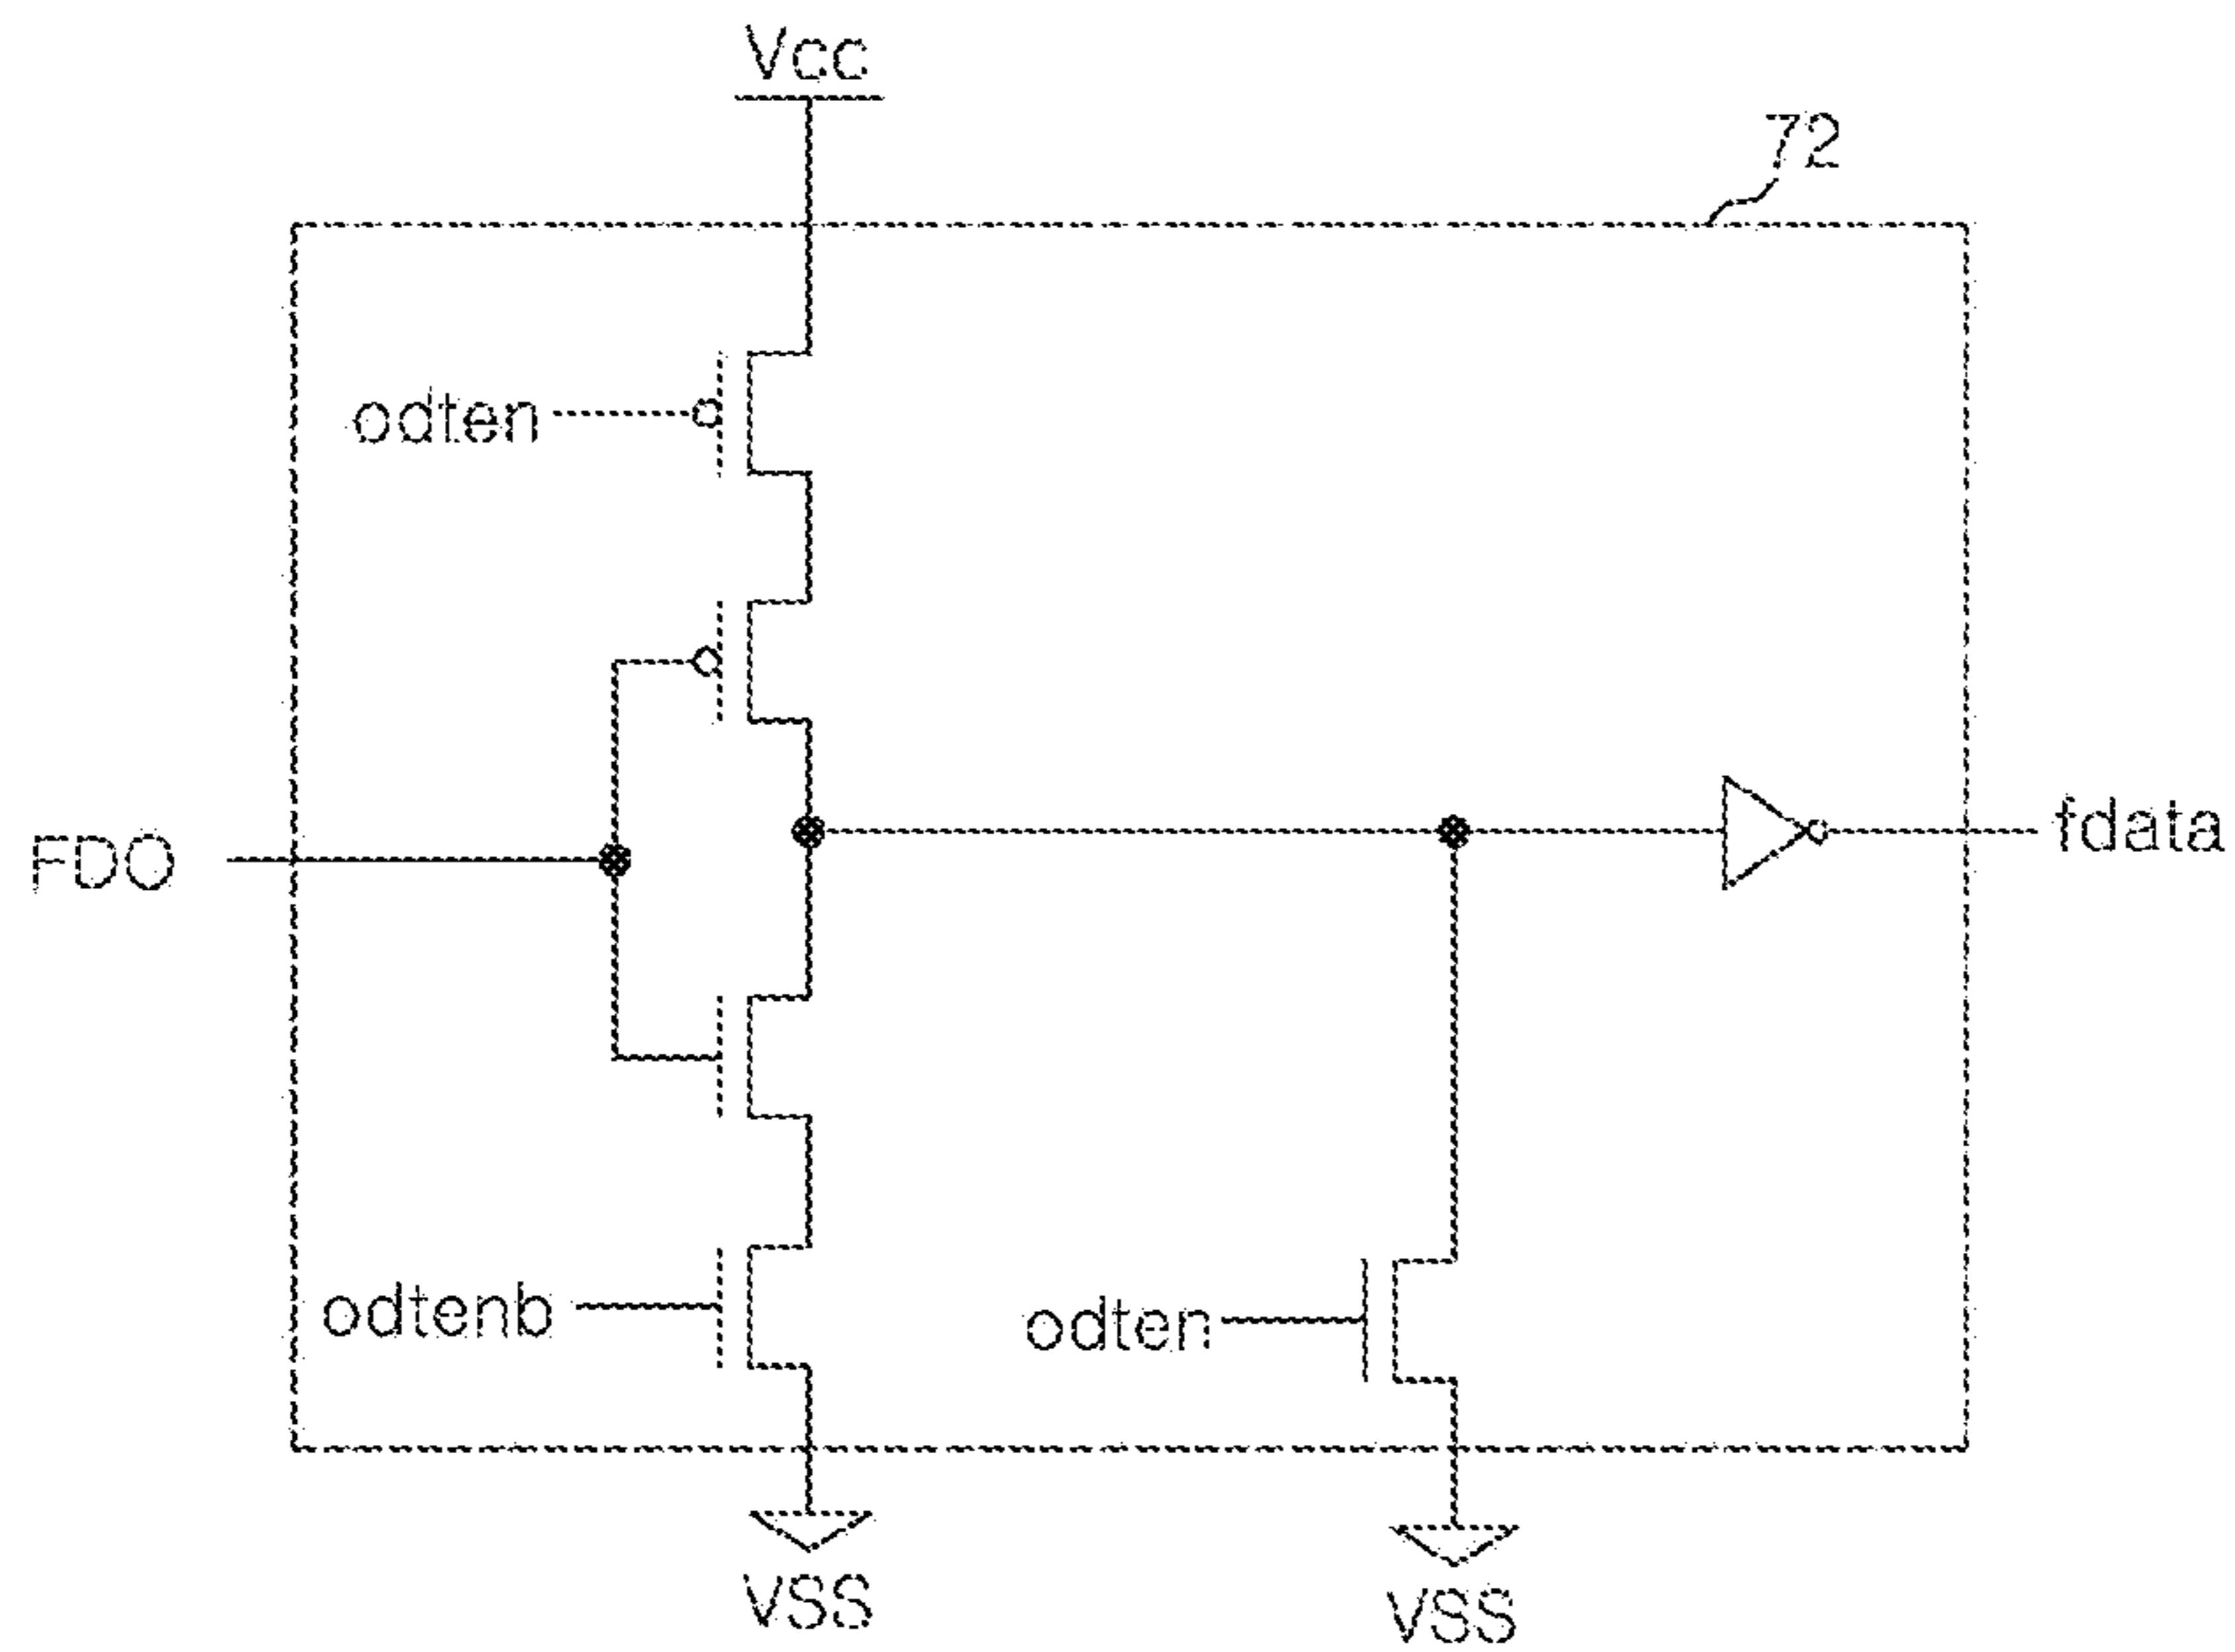 Vcc
72
odten
FDO
fdata
odtenb
odten
VSS
VSS